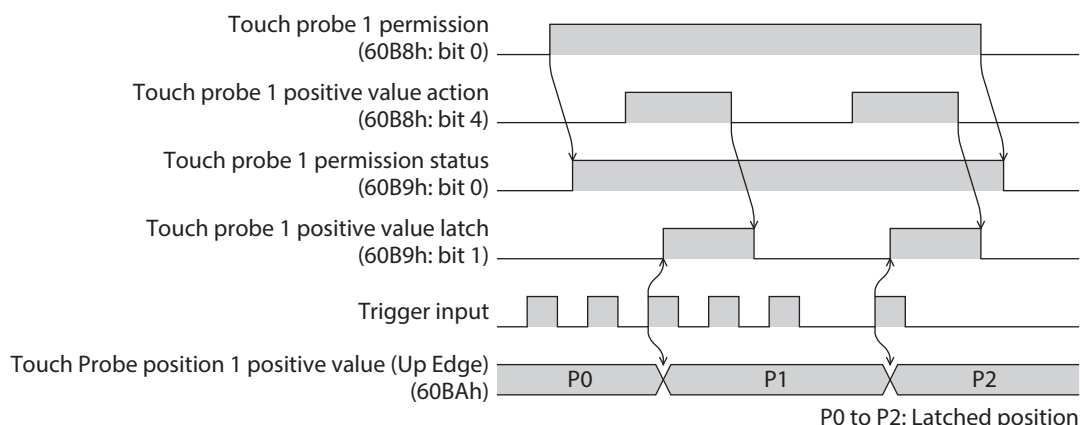 Touch probe 1 permission
(60B8h: bit 0)
Touch probe 1 positive value action
(60B8h: bit 4)
Touch probe 1 permission status
(60B9h: bit 0)
Touch probe 1 positive value latch
(60B9h: bit 1)
Trigger input
Touch Probe position 1 positive value (Up Edge)
(60BAh)
P0 P1 P2
P0 to P2: Latched position